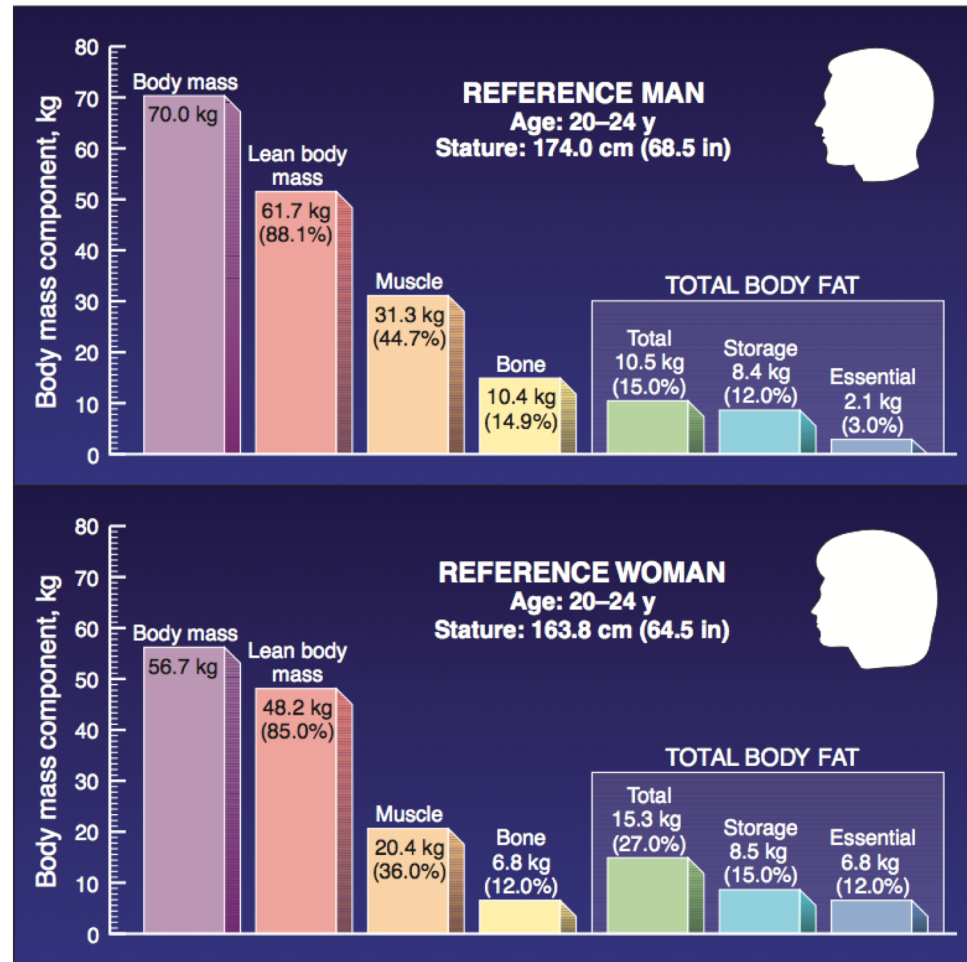 80
70
60
50
40
30
20
10
0
Body mass component, kg
REFERENCE MAN
Age: 20–24 y
Stature: 174.0 cm (68.5 in)
Body mass
70.0 kg
Lean body
mass
61.7 kg
(88.1%)
Muscle
31.3 kg
(44.7%)
Bone
10.4 kg
(14.9%)
TOTAL BODY FAT
Total
10.5 kg
(15.0%)
Storage
8.4 kg
(12.0%)
Essential
2.1 kg
(3.0%)
80
70
60
50
40
30
20
10
0
Body mass component, kg
REFERENCE WOMAN
Age: 20–24 y
Stature: 163.8 cm (64.5 in)
Body mass
56.7 kg
Lean body
mass
48.2 kg
(85.0%)
Muscle
20.4 kg
(36.0%)
Bone
6.8 kg
(12.0%)
TOTAL BODY FAT
Total
15.3 kg
(27.0%)
Storage
8.5 kg
(15.0%)
Essential
6.8 kg
(12.0%)